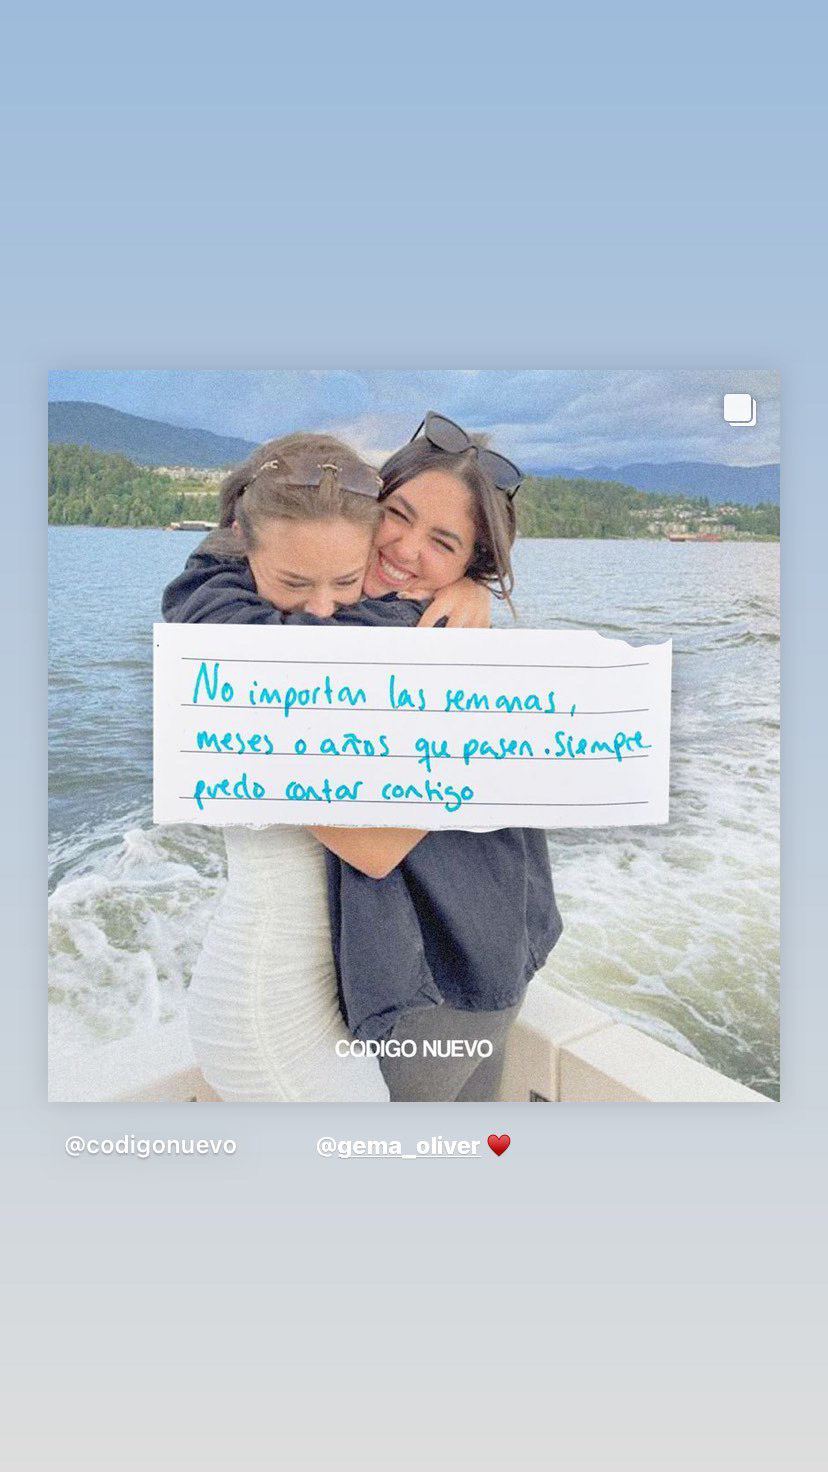 No importan las semanas,
meses o años que pasen. Siempre
puedo contar contigo
CODIGO NUEVO
@codigonuevo @gema_oliver ♥️